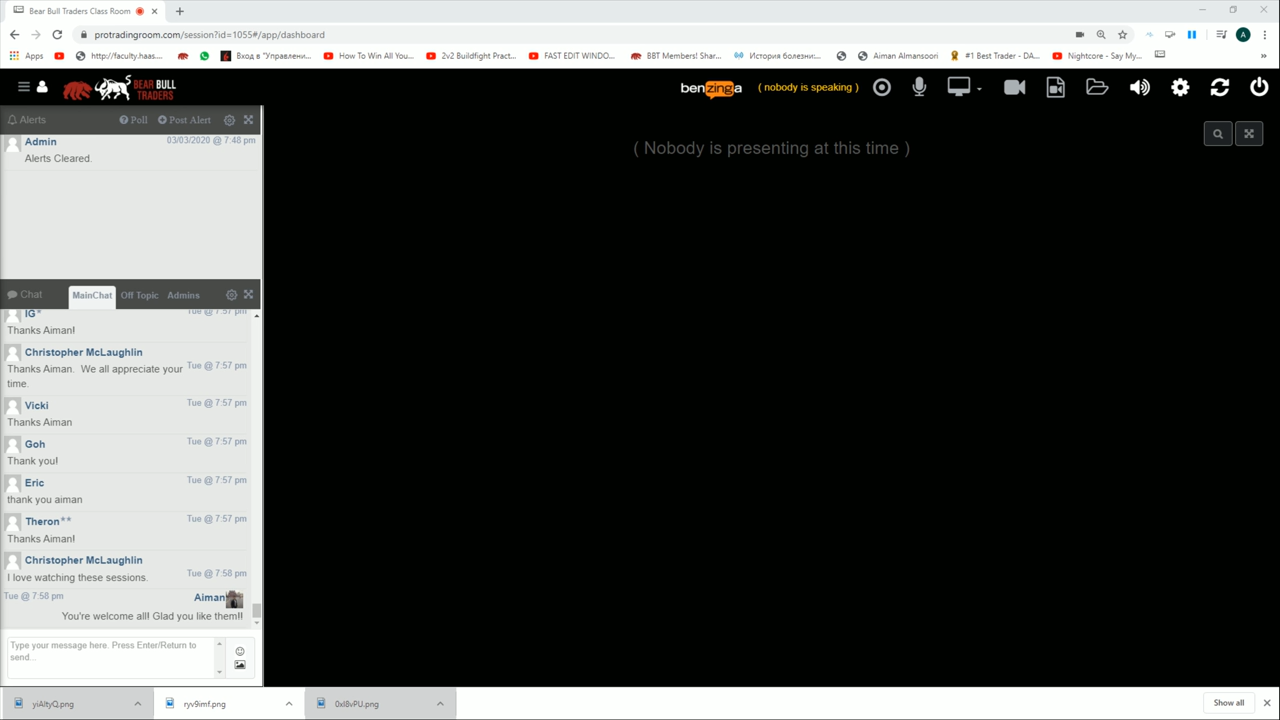 Bear Bull Traders Class Room
protradingroom.com/session?id=1055#/app/dashboard
A
Apps
http://faculty.haas...
Вход в "Управлени...
How To Win All You...
2v2 Buildfight Pract...
FAST EDIT WINDO...
BBT Members! Shar...
История болезни:...
Aiman Almansoori
#1 Best Trader - DA...
Nightcore - Say My...
BEAR BULL
TRADERS
benzinga
( nobody is speaking )
Alerts
Poll
Post Alert
Admin
03/03/2020 @ 7:48 pm
Alerts Cleared.
( Nobody is presenting at this time )
Chat
MainChat
Off Topic
Admins
IG*
Tue @ 7:57 pm
Thanks Aiman!
Christopher McLaughlin
Tue @ 7:57 pm
Thanks Aiman. We all appreciate your
time.
Vicki
Tue @ 7:57 pm
Thanks Aiman
Goh
Tue @ 7:57 pm
Thank you!
Eric
Tue @ 7:57 pm
thank you aiman
Theron**
Tue @ 7:57 pm
Thanks Aiman!
Christopher McLaughlin
I love watching these sessions.
Tue @ 7:58 pm
Tue @ 7:58 pm
Aiman
You're welcome all! Glad you like them!!
Type your message here. Press Enter/Return to
send...
yiAltyQ.png
ryv9imf.png
0xl8vPU.png
Show all